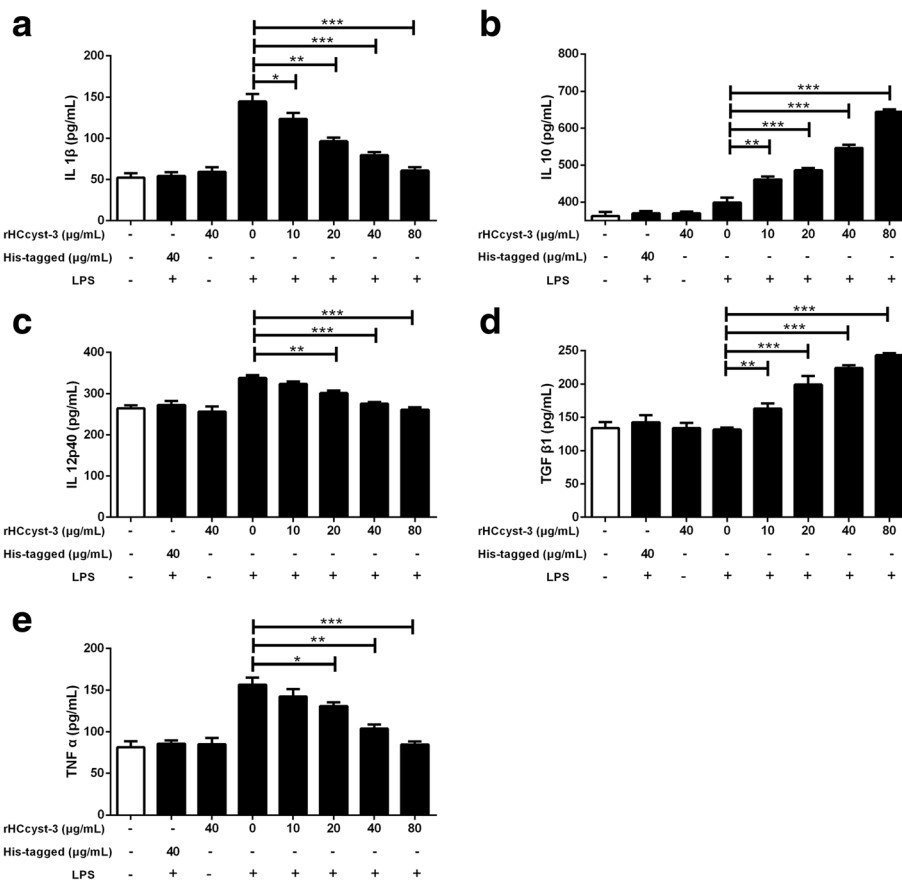 a
***
***
**
*
200
150
100
50
0
IL 1β (pg/mL)
rHCcyst-3 (μg/mL) - - 40 0 10 20 40 80
His-tagged (μg/mL) - 40 - - - - - -
LPS - + - + + + + +
b
***
***
***
**
800
700
600
500
400
IL 10 (pg/mL)
rHCcyst-3 (μg/mL) - - 40 0 10 20 40 80
His-tagged (μg/mL) - 40 - - - - - -
LPS - + - + + + + +
c
***
***
**
400
300
200
100
0
IL 12p40 (pg/mL)
rHCcyst-3 (μg/mL) - - 40 0 10 20 40 80
His-tagged (μg/mL) - 40 - - - - - -
LPS - + - + + + + +
d
***
***
***
**
250
200
150
100
50
0
TGF β1 (pg/mL)
rHCcyst-3 (μg/mL) - - 40 0 10 20 40 80
His-tagged (μg/mL) - 40 - - - - - -
LPS - + - + + + + +
e
***
**
*
200
150
100
50
0
TNF α (pg/mL)
rHCcyst-3 (μg/mL) - - 40 0 10 20 40 80
His-tagged (μg/mL) - 40 - - - - - -
LPS - + - + + + + +